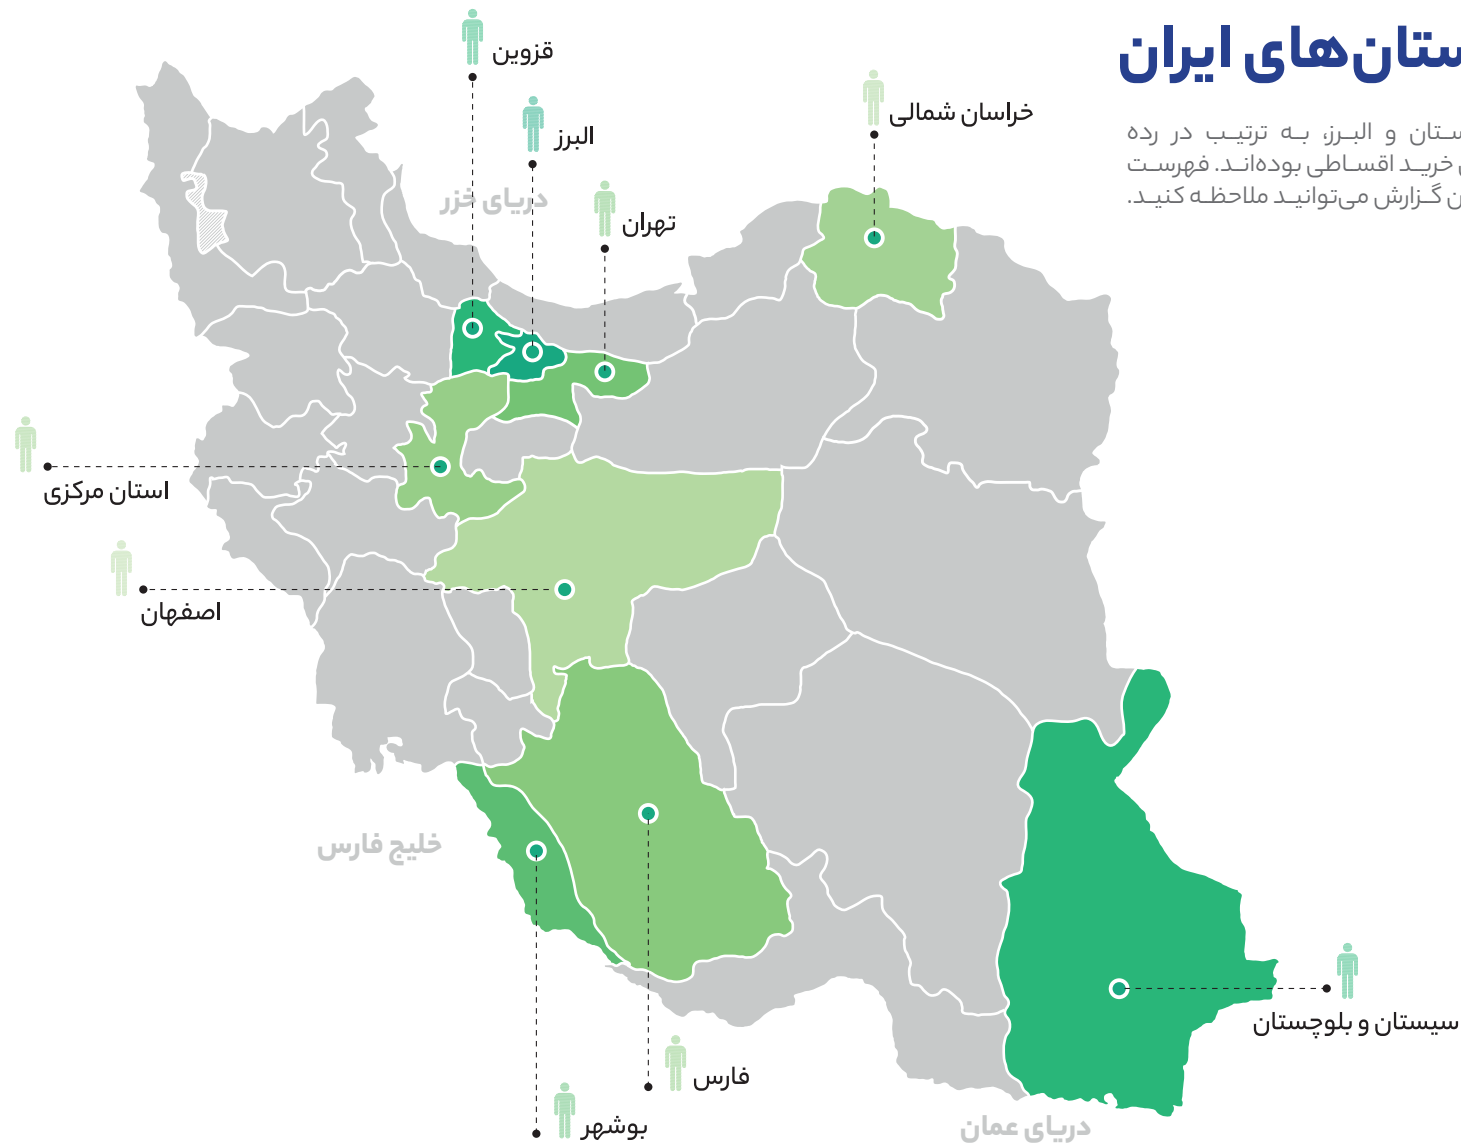 ستان‌های ایران
ستان و البرز، به ترتیب در رده
خرید اقساطی بوده‌اند. فهرست
گزارش می‌توانید ملاحظه کنید.
قزوین
البرز
خراسان شمالی
دریای خزر
تهران
استان مرکزی
اصفهان
خلیج فارس
سیستان و بلوچستان
فارس
بوشهر
دریای عمان